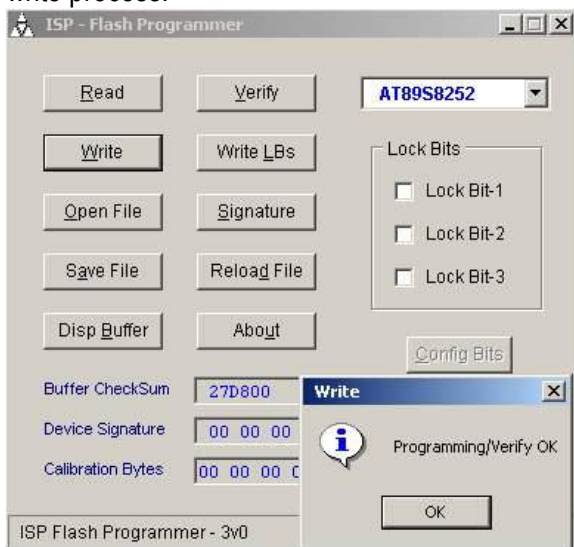 ISP - Flash Programmer
Read
Verify
AT89S8252
Write
Write LBs
Lock Bits
Lock Bit-1
Open File
Signature
Lock Bit-2
Save File
Reload File
Lock Bit-3
Disp Buffer
About
Config Bits
Buffer CheckSum
27D800
Write
Device Signature
00 00 00
Programming/Verify OK
Calibration Bytes
00 00 00
OK
ISP Flash Programmer - 3v0